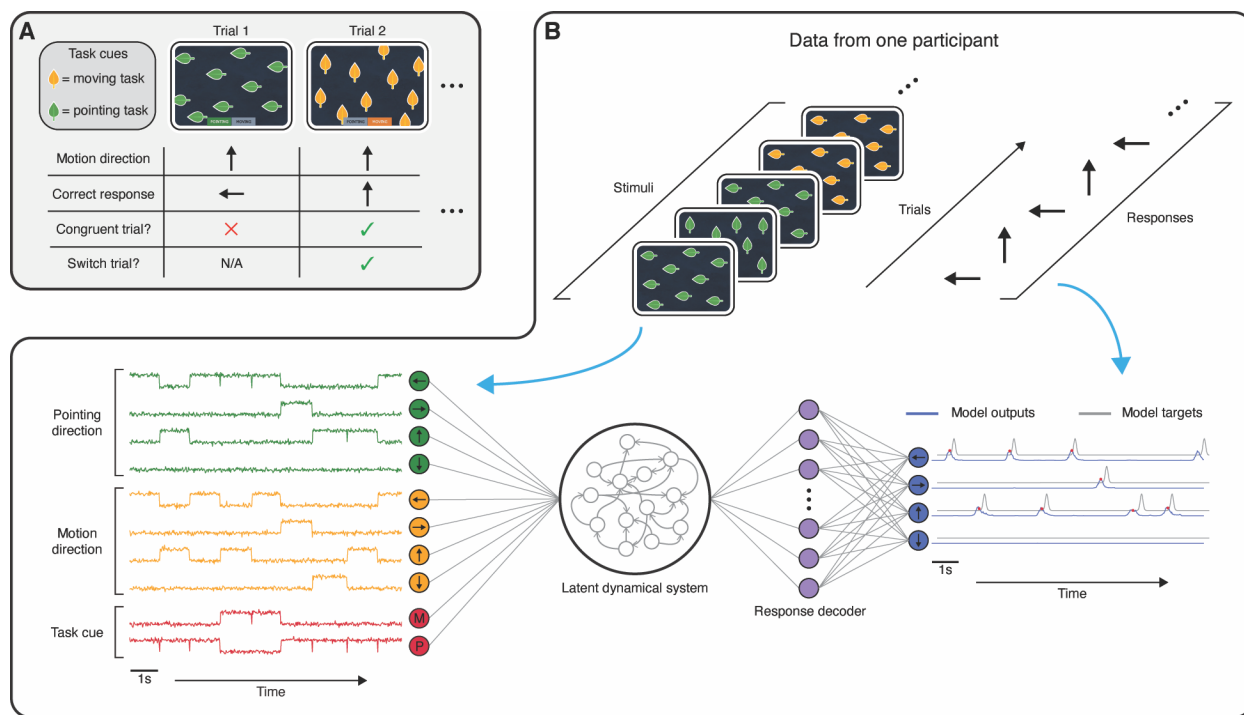 A
Trial 1
Trial 2
Task cues
= moving task
= pointing task
POINTING MOVING
POINTING MOVING
Motion direction
Correct response
Congruent trial?
Switch trial?
N/A
B
Data from one participant
Stimuli
Trials
Responses
Pointing
direction
Motion
direction
Task cue
M
P
1s
Time
Latent dynamical system
Response decoder
Model outputs
Model targets
1s
Time